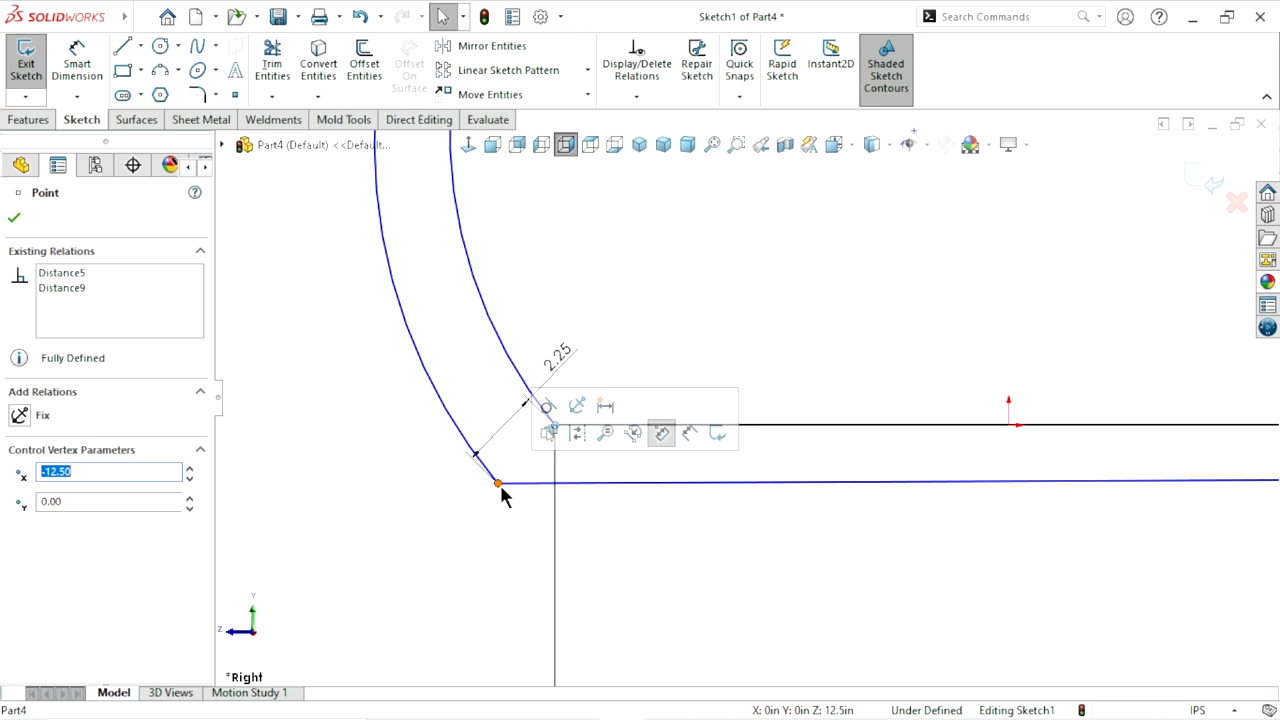 SOLIDWORKS
Sketch1 of Part4 *
Search Commands
Exit Sketch
Smart Dimension
Trim Entities
Convert Entities
Offset Entities
Offset On Surface
Mirror Entities
Linear Sketch Pattern
Move Entities
Display/Delete Relations
Repair Sketch
Quick Snaps
Rapid Sketch
Instant2D
Shaded Sketch Contours
Features
Sketch
Surfaces
Sheet Metal
Weldments
Mold Tools
Direct Editing
Evaluate
Part4 (Default) <<Default...
Point
Existing Relations
Distance5
Distance9
Fully Defined
Add Relations
Fix
Control Vertex Parameters
-12.50
0.00
2.25
Y
Z
*Right
Model
3D Views
Motion Study 1
Part4
X: 0in Y: 0in Z: 12.5in
Under Defined
Editing Sketch1
IPS